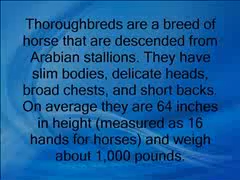 Thoroughbreds are a breed of
horse that are descended from
Arabian stallions. They have
slim bodies, delicate heads,
broad chests, and short backs.
On average they are 64 inches
in height (measured as 16
hands for horses) and weigh
about 1,000 pounds.